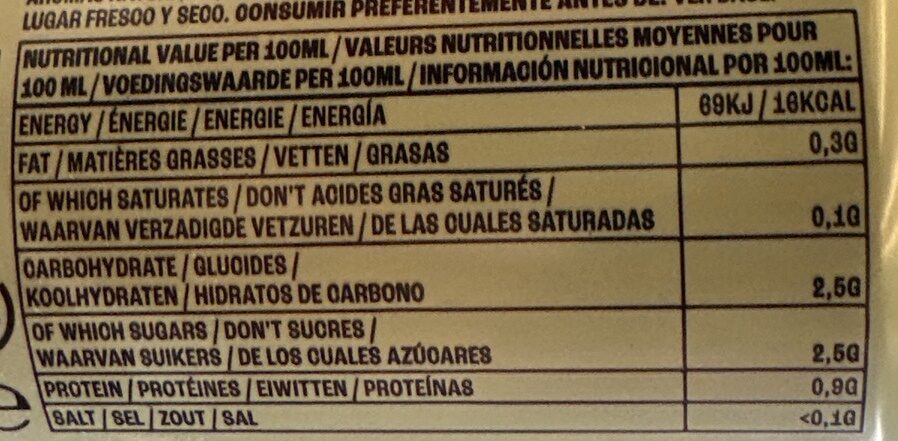 LUGAR FRESCO Y SECO. CONSUMIR PREFERENTEMENTE
NUTRITIONAL VALUE PER 100ML / VALEURS NUTRITIONNELLES MOYENNES POUR
100 ML / VOEDINGSWAARDE PER 100ML / INFORMACIÓN NUTRICIONAL POR 100ML:
ENERGY / ÉNERGIE / ENERGIE / ENERGÍA 69KJ / 16KCAL
FAT / MATIÈRES GRASSES / VETTEN / GRASAS 0,3G
OF WHICH SATURATES / DON'T ACIDES GRAS SATURÉS /
WAARVAN VERZADIGDE VETZUREN / DE LAS CUALES SATURADAS 0,1G
CARBOHYDRATE / GLUCIDES /
KOOLHYDRATEN / HIDRATOS DE CARBONO 2,5G
OF WHICH SUGARS / DON'T SUCRES /
WAARVAN SUIKERS / DE LOS CUALES AZÚCARES 2,5G
PROTEIN / PROTÉINES / EIWITTEN / PROTEÍNAS 0,9G
SALT / SEL / ZOUT / SAL <0,1G